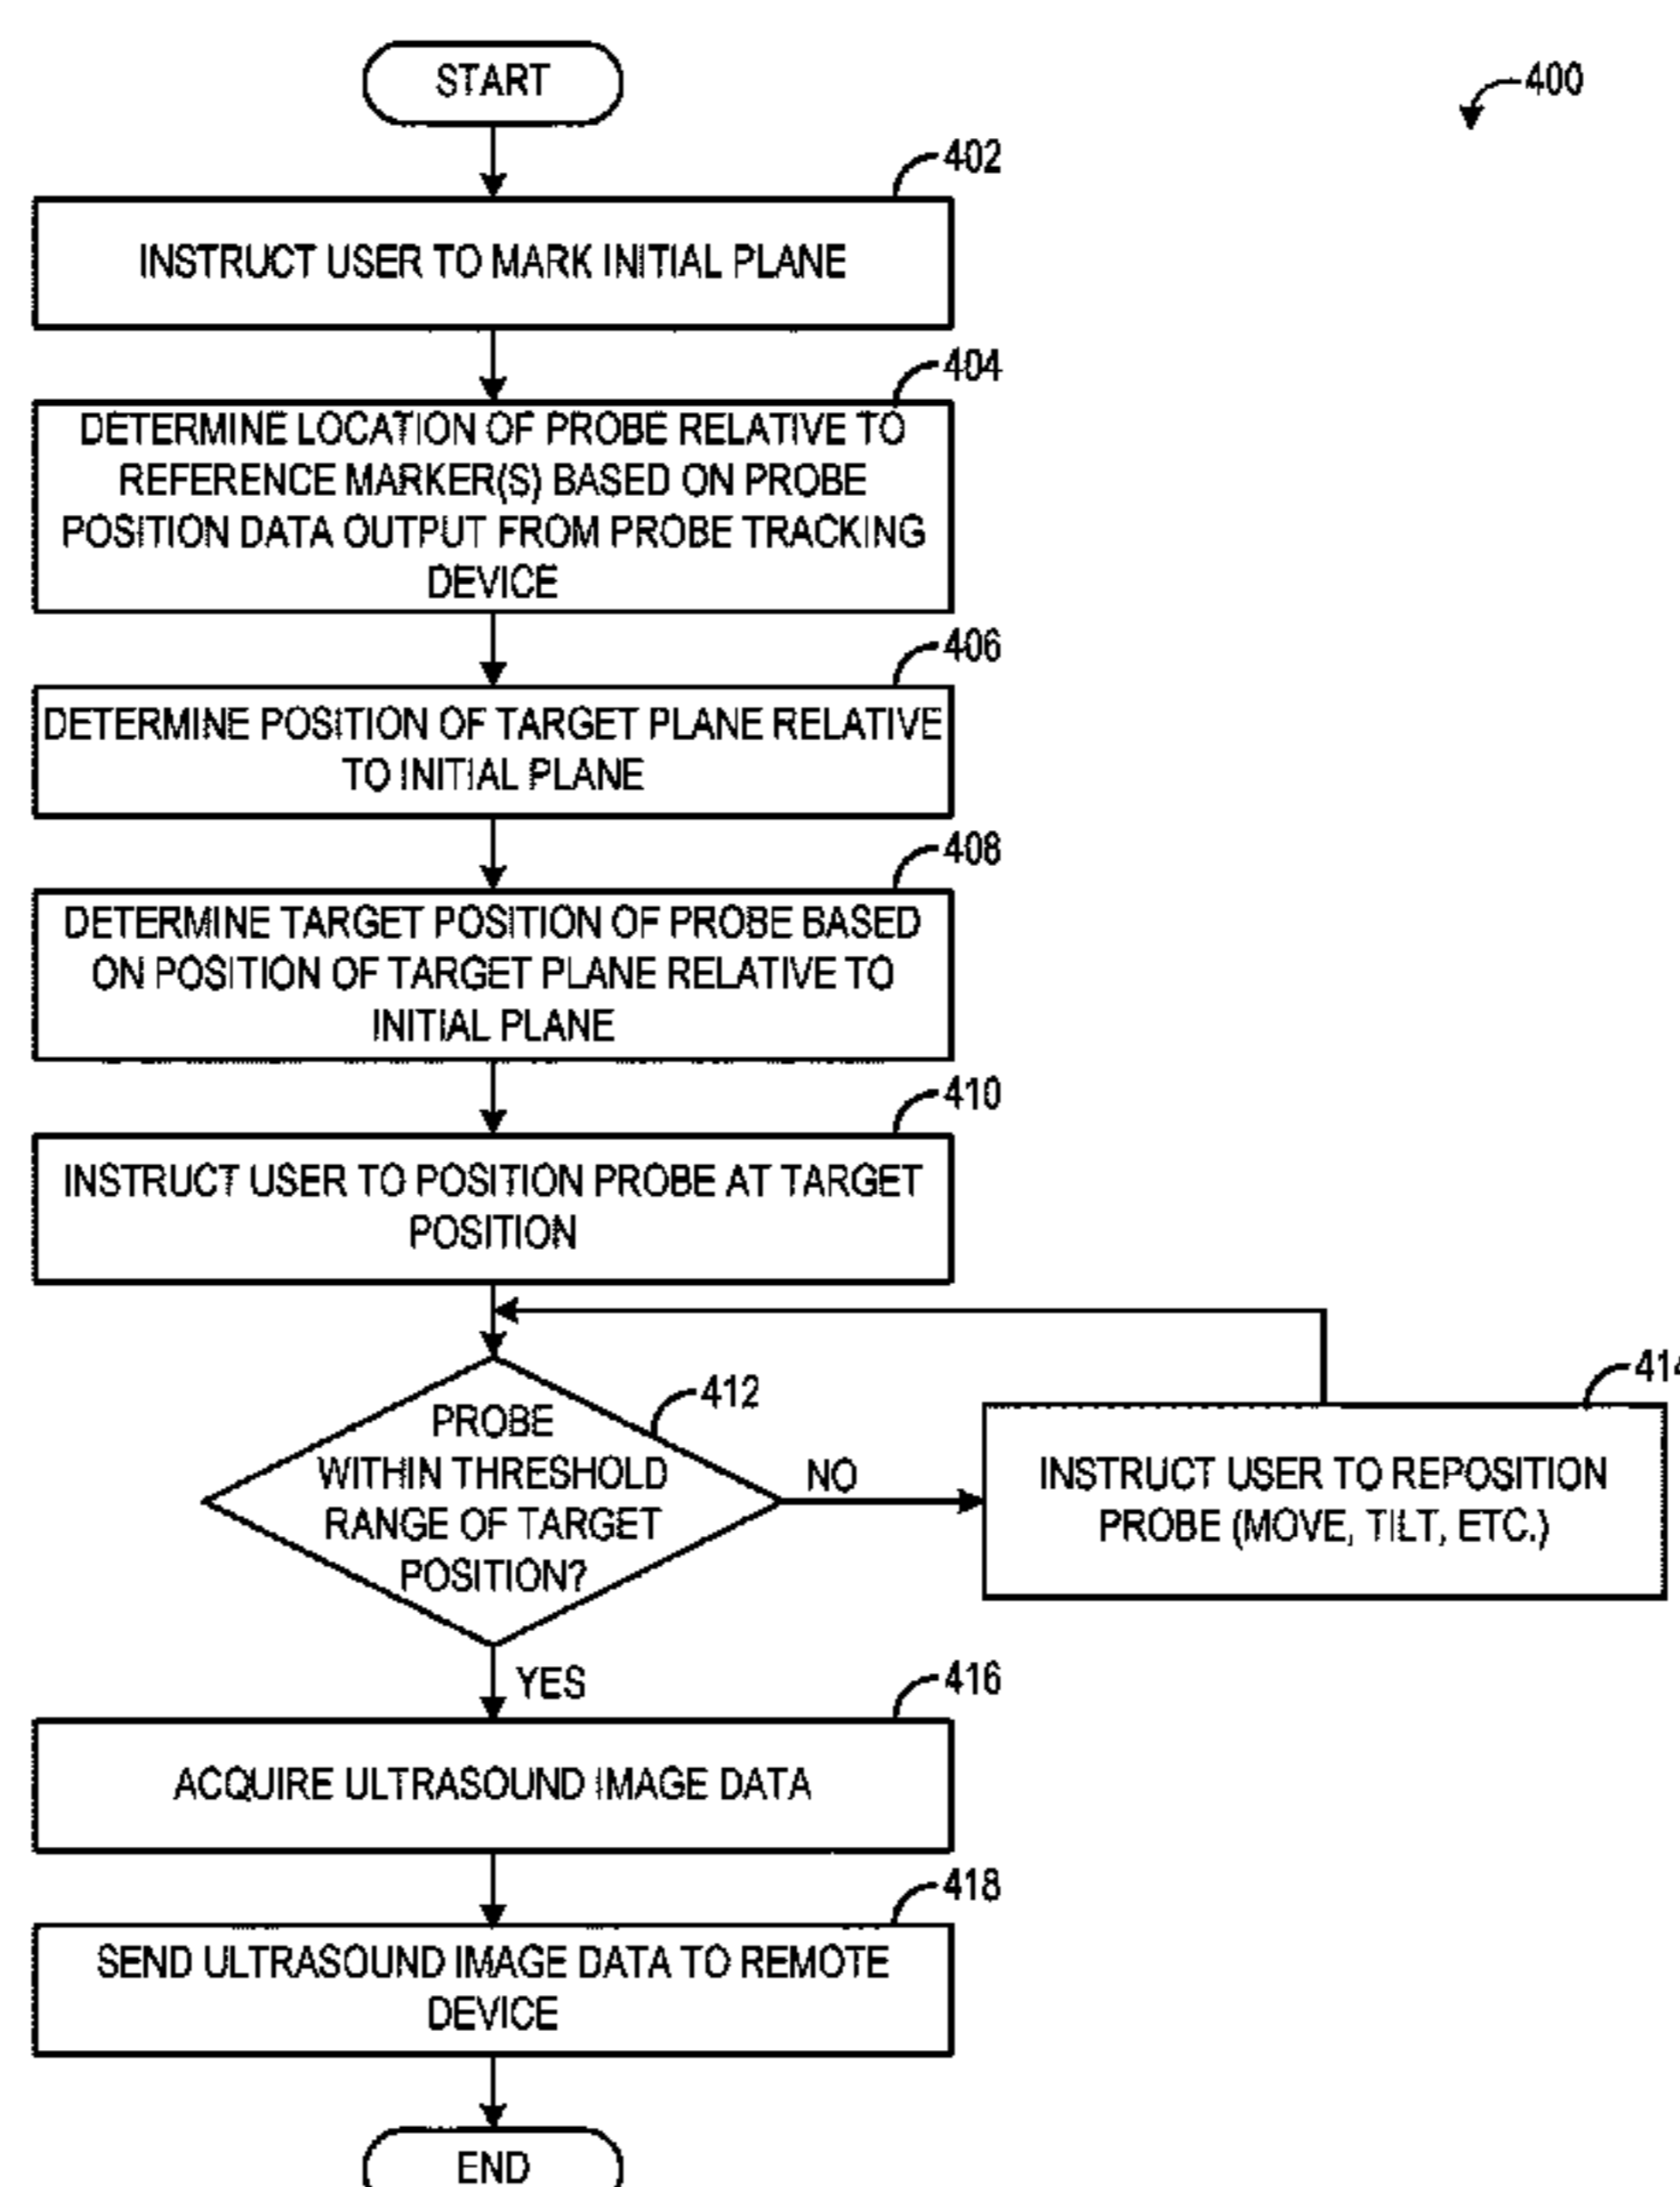 START
400
402
INSTRUCT USER TO MARK INITIAL PLANE
404
DETERMINE LOCATION OF PROBE RELATIVE TO
REFERENCE MARKER(S) BASED ON PROBE
POSITION DATA OUTPUT FROM PROBE TRACKING
DEVICE
406
DETERMINE POSITION OF TARGET PLANE RELATIVE
TO INITIAL PLANE
408
DETERMINE TARGET POSITION OF PROBE BASED
ON POSITION OF TARGET PLANE RELATIVE TO
INITIAL PLANE
410
INSTRUCT USER TO POSITION PROBE AT TARGET
POSITION
412
PROBE
WITHIN THRESHOLD
RANGE OF TARGET
POSITION?
NO
414
INSTRUCT USER TO REPOSITION
PROBE (MOVE, TILT, ETC.)
YES
416
ACQUIRE ULTRASOUND IMAGE DATA
418
SEND ULTRASOUND IMAGE DATA TO REMOTE
DEVICE
END